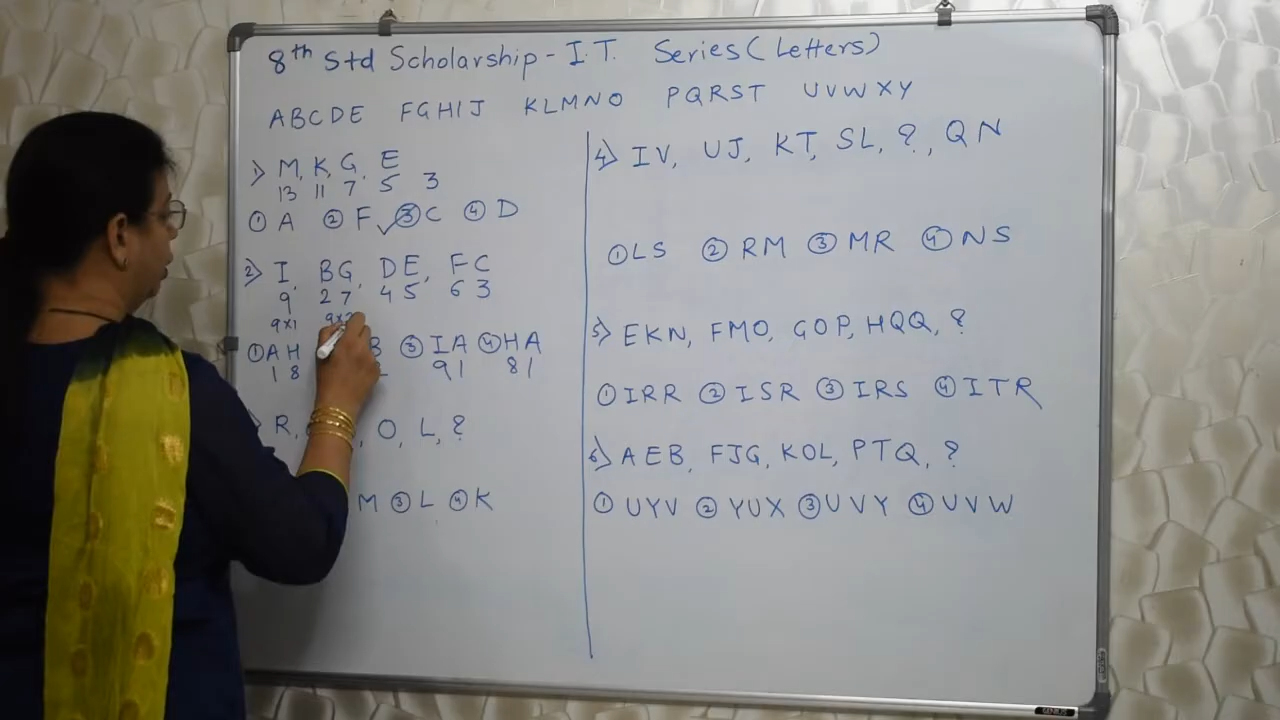 8th Std Scholarship - I.T. Series (Letters)
ABCDE FGHIJ KLMNO PQRST UVWXY
1) M, K, G, E
13 11 7 5 3
① A ② F ✓③ C ④ D
2) I, BG, DE, FC
9 27 45 63
9x1 9x
① AH B ③ IA ④ HA
1 8 9 1 8 1
R, , O, L, ?
M ③ L ④ K
4) IV, UJ, KT, SL, ?, QN
① LS ② RM ③ MR ④ NS
5) EKN, FMO, GOP, HQQ, ?
① IRR ② ISR ③ IRS ④ ITR
6) AEB, FJG, KOL, PTQ, ?
① UYV ② YUX ③ UVY ④ UVW